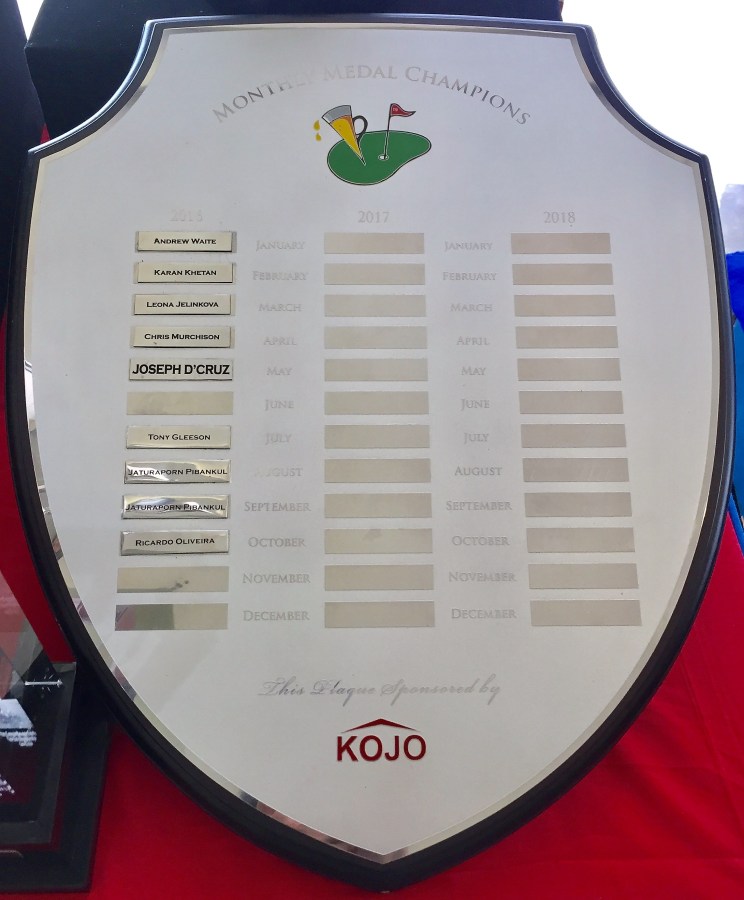 MONTHLY MEDAL CHAMPIONS
2016 2017 2018
ANDREW WAITE JANUARY JANUARY
KARAN KHETAN FEBRUARY FEBRUARY
LEONA JELINKOVA MARCH MARCH
CHRIS MURCHISON APRIL APRIL
JOSEPH D'CRUZ MAY MAY
JUNE JUNE
TONY GLEESON JULY JULY
JATURAPORN PIBANKUL AUGUST AUGUST
JATURAPORN PIBANKUL SEPTEMBER SEPTEMBER
RICARDO OLIVEIRA OCTOBER OCTOBER
NOVEMBER NOVEMBER
DECEMBER DECEMBER
This Plaque Sponsored by
KOJO